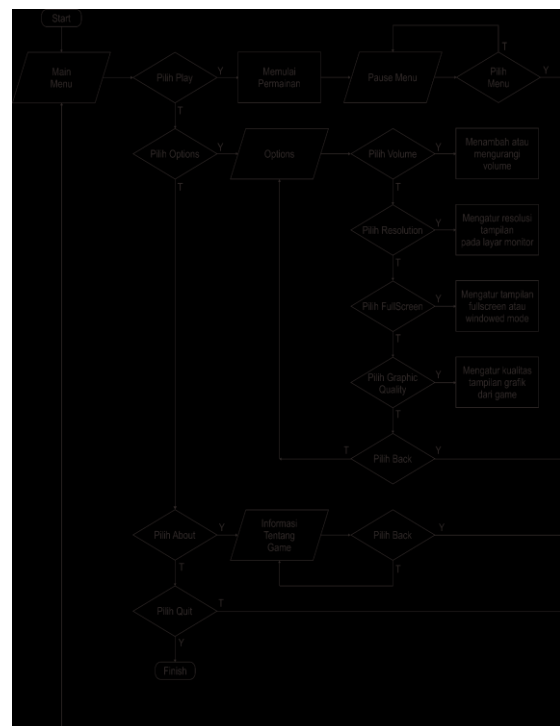 Start
Main
Menu
Pilih Play
Y
Memulai
Permainan
Pause Menu
T
Pilih
Menu
Y
T
Pilih Options
Y
Options
Pilih Volume
Y
Menambah atau
mengurangi
volume
T
T
Pilih Resolution
Y
Mengatur resolusi
tampilan
pada layar monitor
T
Pilih FullScreen
Y
Mengatur tampilan
fullscreen atau
windowed mode
T
Pilih Graphic
Quality
Y
Mengatur kualitas
tampilan grafik
dari game
T
T
Pilih Back
Y
Pilih About
Y
Informasi
Tentang
Game
Pilih Back
Y
T
T
Pilih Quit
T
Y
Finish